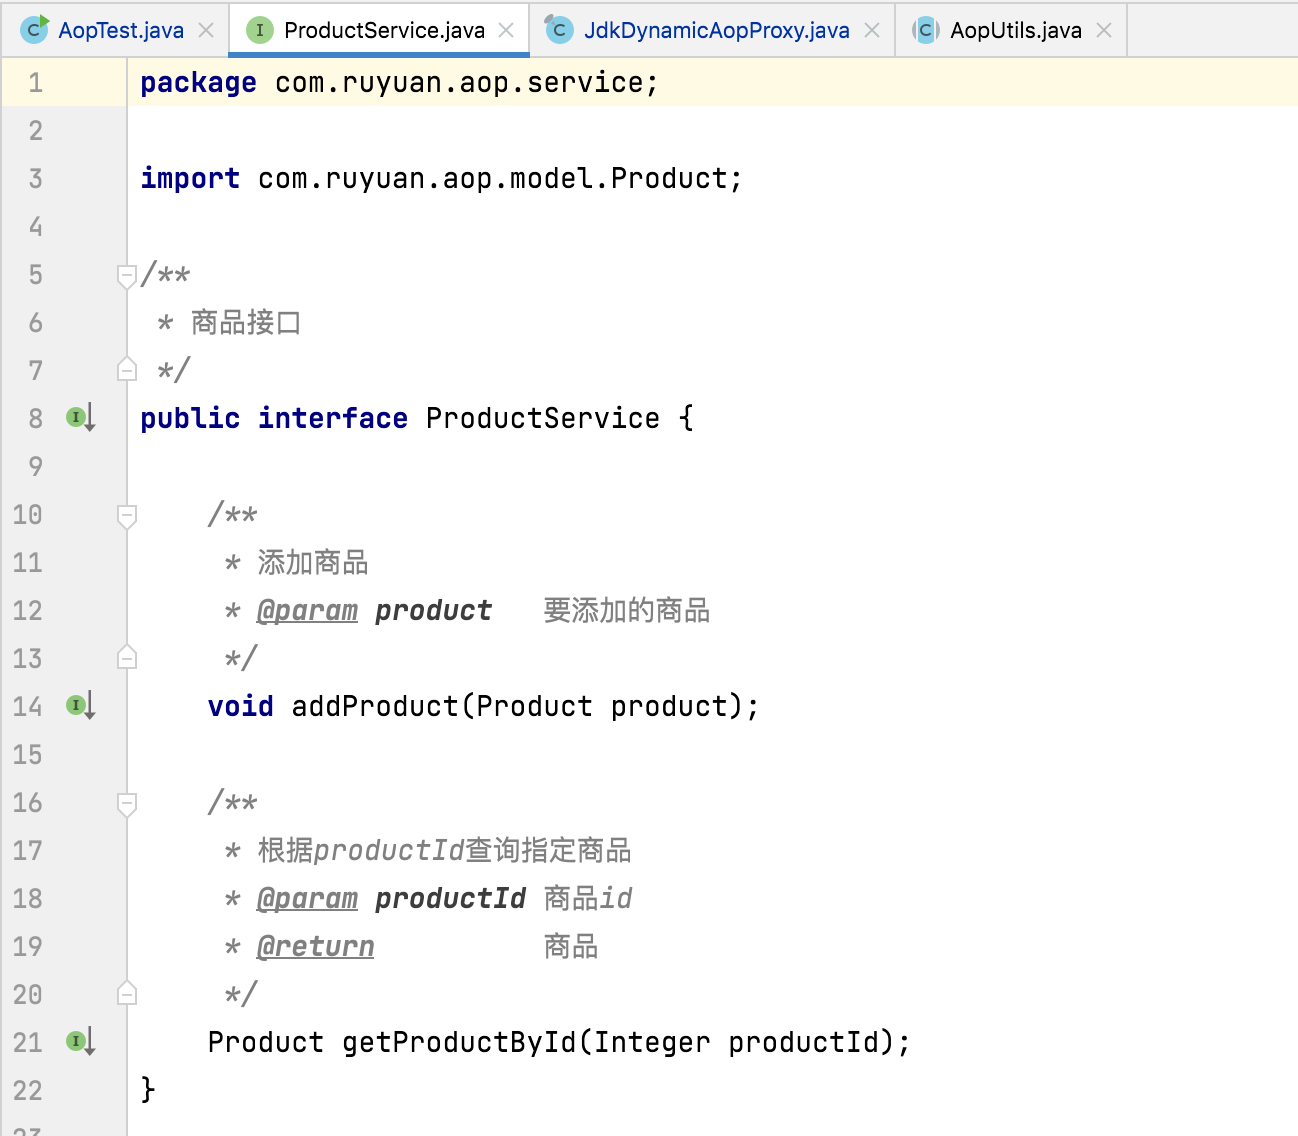 AopTest.java ProductService.java JdkDynamicAopProxy.java AopUtils.java
1 package com.ruyuan.aop.service;
2
3 import com.ruyuan.aop.model.Product;
4
5 /**
6  * 商品接口
7  */
8 public interface ProductService {
9
10     /**
11      * 添加商品
12      * @param product   要添加的商品
13      */
14     void addProduct(Product product);
15
16     /**
17      * 根据productId查询指定商品
18      * @param productId 商品id
19      * @return          商品
20      */
21     Product getProductById(Integer productId);
22 }
23